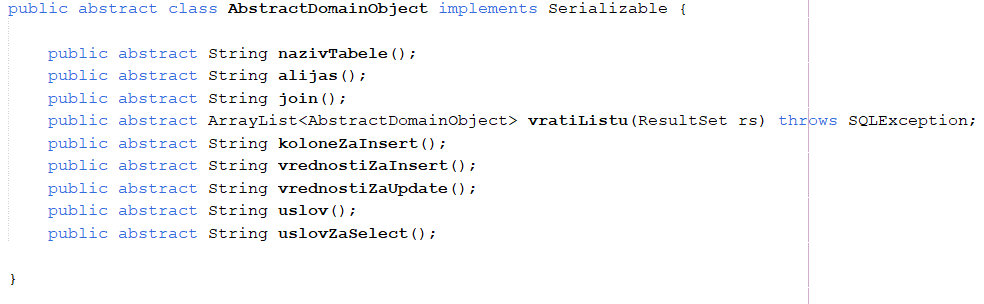 public abstract class AbstractDomainObject implements Serializable {
public abstract String nazivTabele();
public abstract String alijas();
public abstract String join();
public abstract ArrayList<AbstractDomainObject> vratiListu(ResultSet rs) throws SQLException;
public abstract String koloneZaInsert();
public abstract String vrednostiZaInsert();
public abstract String vrednostiZaUpdate();
public abstract String uslov();
public abstract String uslovZaSelect();
}